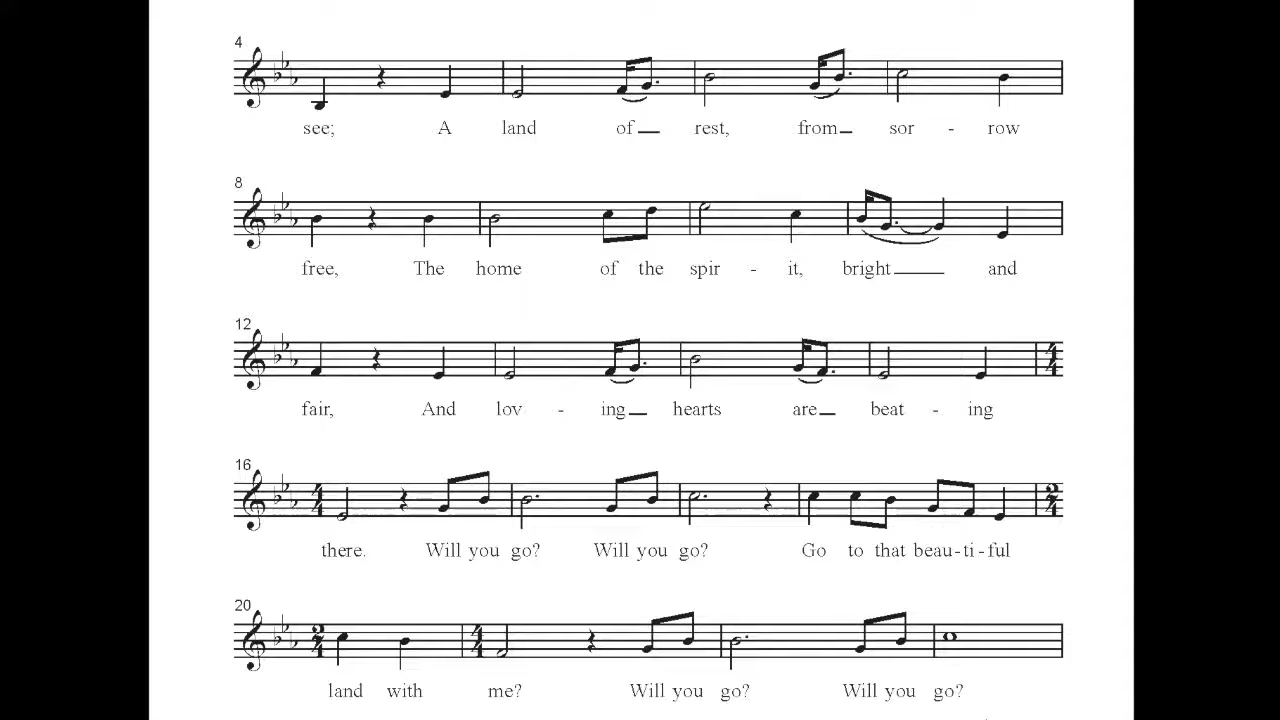 4
see; A land of rest, from sor - row
8
free, The home of the spir - it, bright and
12
fair, And lov - ing hearts are beat - ing
16
there. Will you go? Will you go? Go to that beau - ti - ful
20
land with me? Will you go? Will you go?